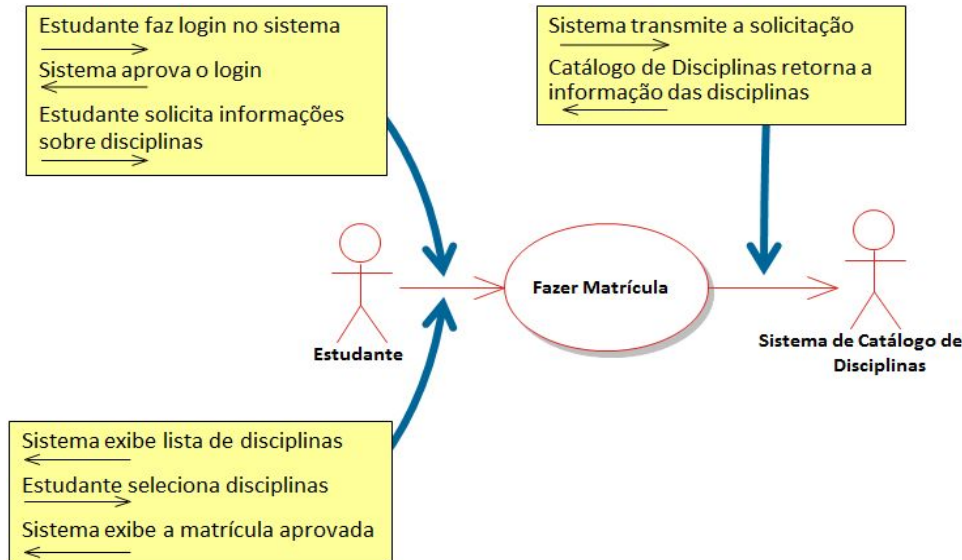 Estudante faz login no sistema
Sistema aprova o login
Estudante solicita informações
sobre disciplinas
Sistema transmite a solicitação
Catálogo de Disciplinas retorna a
informação das disciplinas
Fazer Matrícula
Estudante
Sistema de Catálogo de
Disciplinas
Sistema exibe lista de disciplinas
Estudante seleciona disciplinas
Sistema exibe a matrícula aprovada